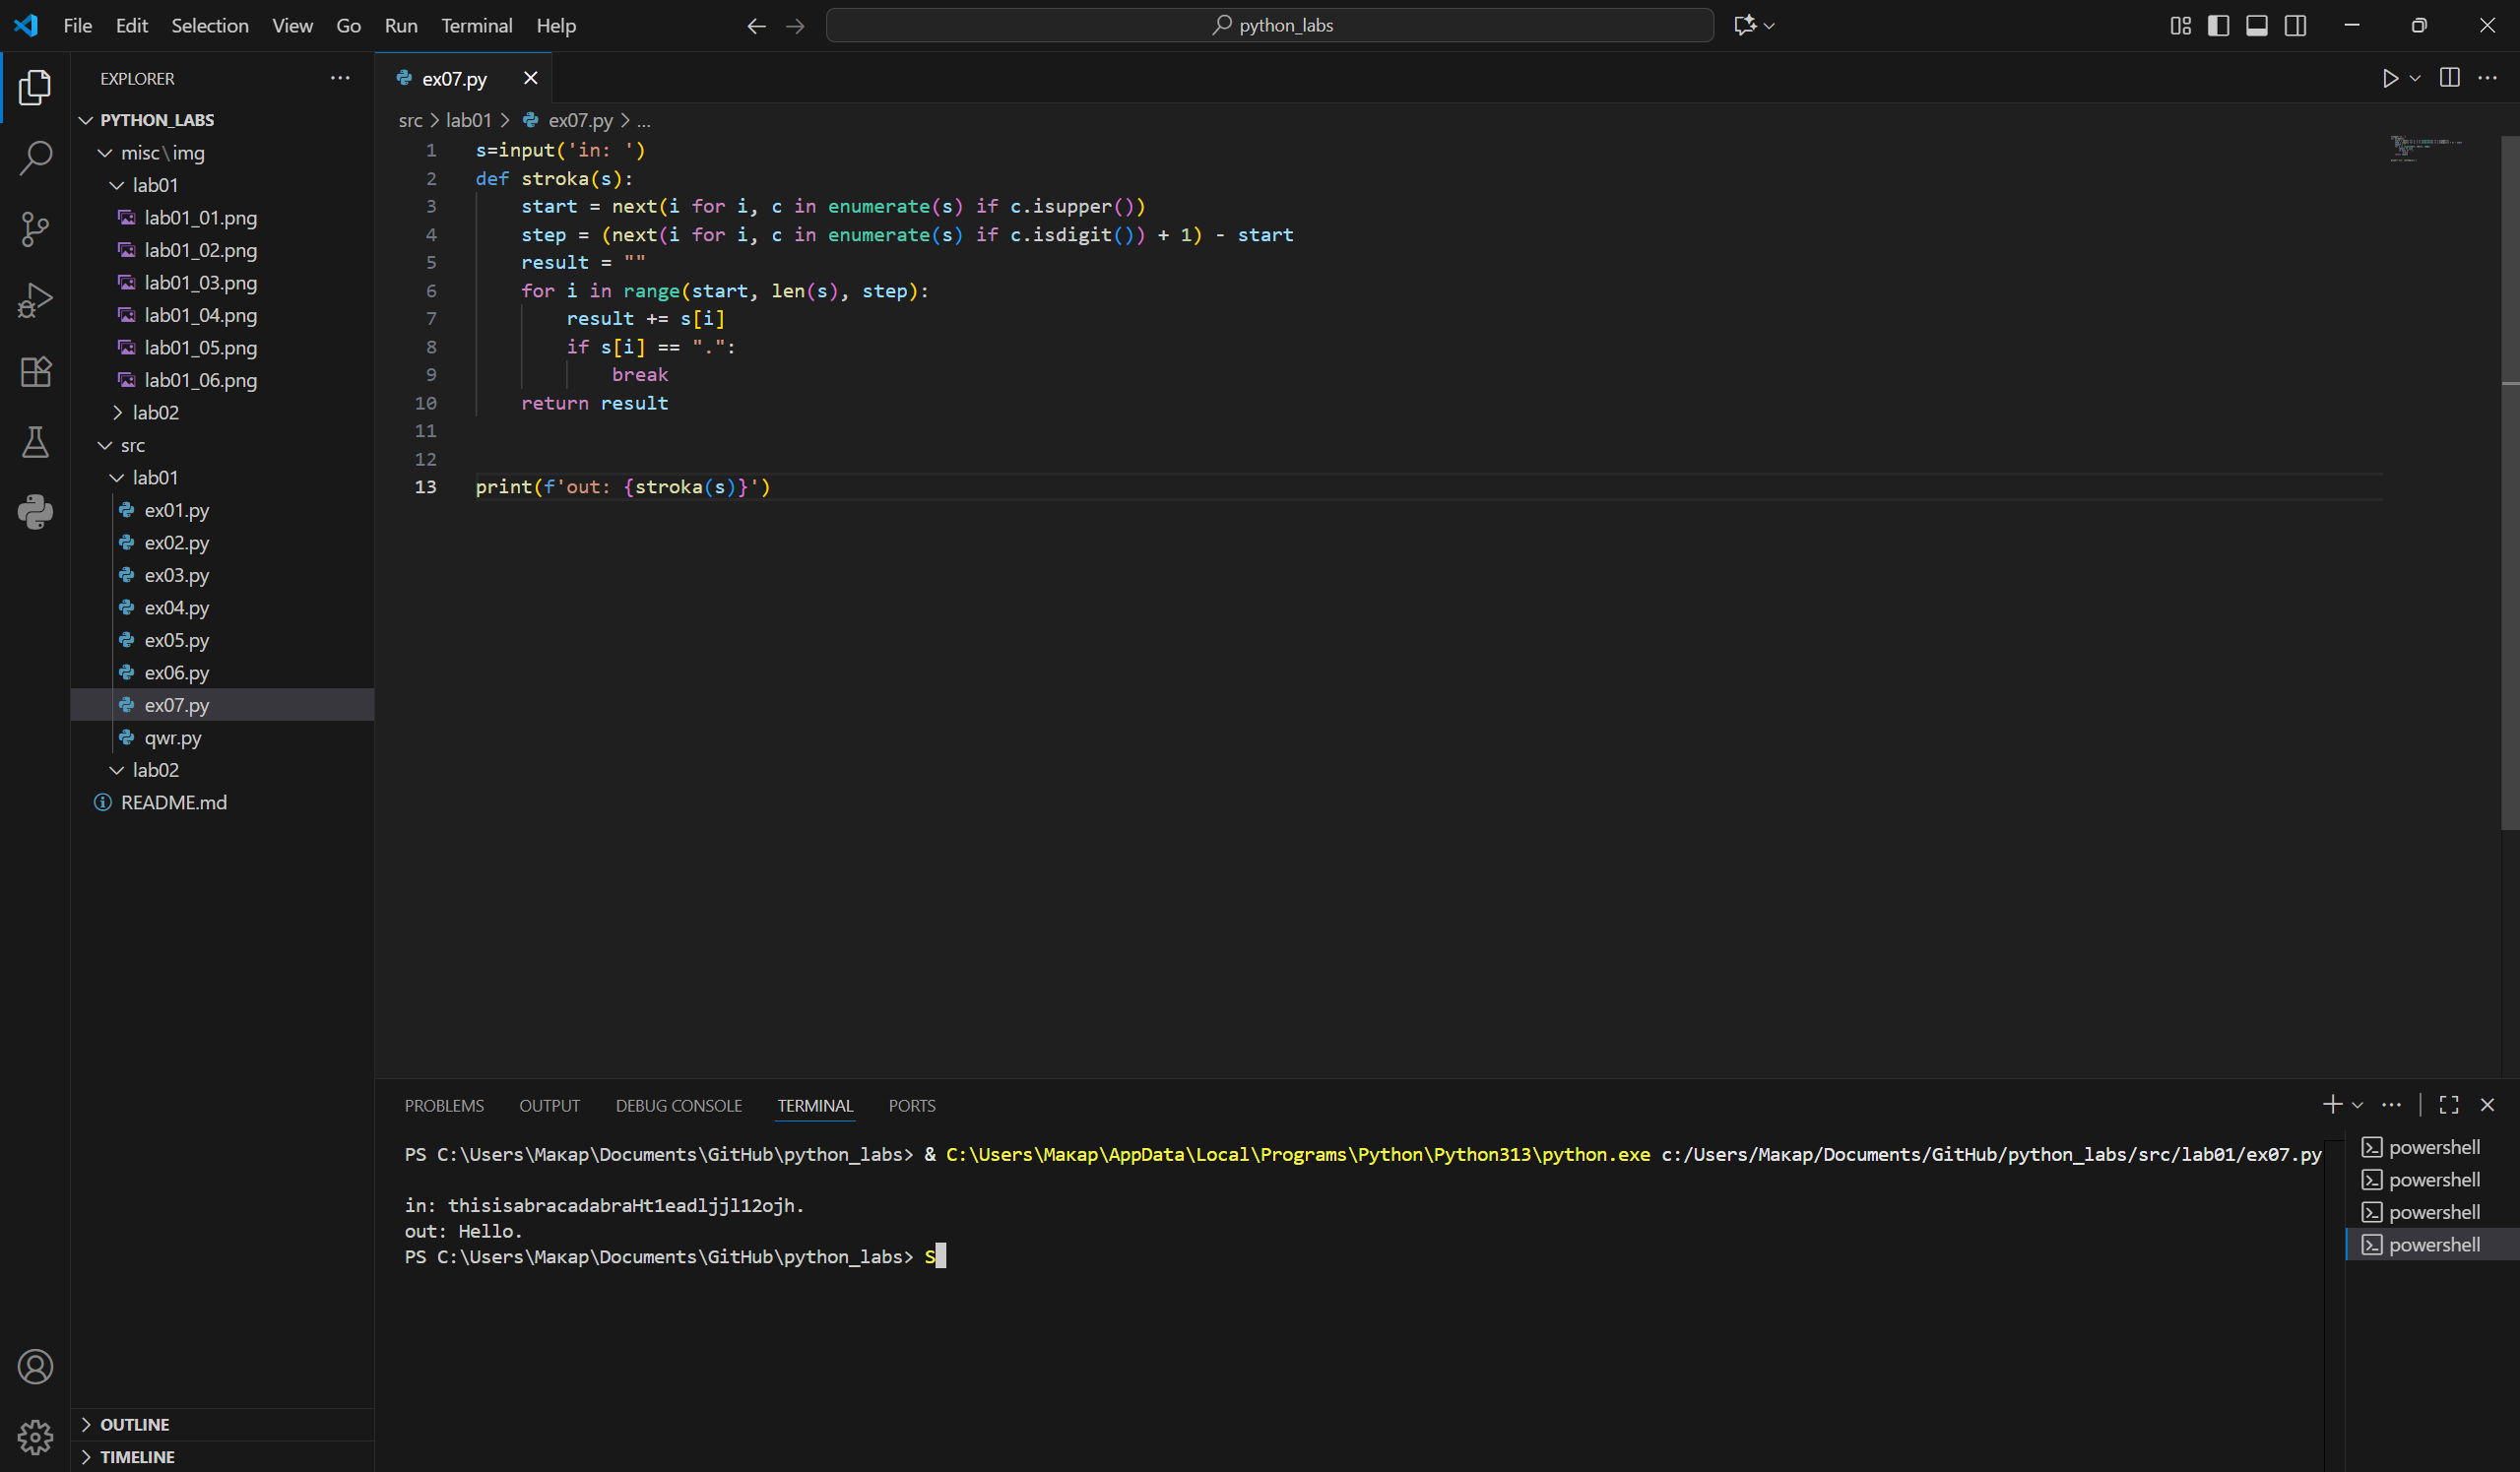 File Edit Selection View Go Run Terminal Help
python_labs
EXPLORER
PYTHON_LABS
misc\img
lab01
lab01_01.png
lab01_02.png
lab01_03.png
lab01_04.png
lab01_05.png
lab01_06.png
lab02
src
lab01
ex01.py
ex02.py
ex03.py
ex04.py
ex05.py
ex06.py
ex07.py
qwr.py
lab02
README.md
OUTLINE
TIMELINE
ex07.py
src > lab01 > ex07.py > ...
1 s=input('in: ')
2 def stroka(s):
3 start = next(i for i, c in enumerate(s) if c.isupper())
4 step = (next(i for i, c in enumerate(s) if c.isdigit()) + 1) - start
5 result = ""
6 for i in range(start, len(s), step):
7 result += s[i]
8 if s[i] == ".":
9 break
10 return result
11
12
13 print(f'out: {stroka(s)}')
PROBLEMS OUTPUT DEBUG CONSOLE TERMINAL PORTS
PS C:\Users\Макар\Documents\GitHub\python_labs> & C:\Users\Макар\AppData\Local\Programs\Python\Python313\python.exe c:/Users/Макар/Documents/GitHub/python_labs/src/lab01/ex07.py
in: thisisabracadabraHt1eadljjl12ojh.
out: Hello.
PS C:\Users\Макар\Documents\GitHub\python_labs> S
powershell
powershell
powershell
powershell